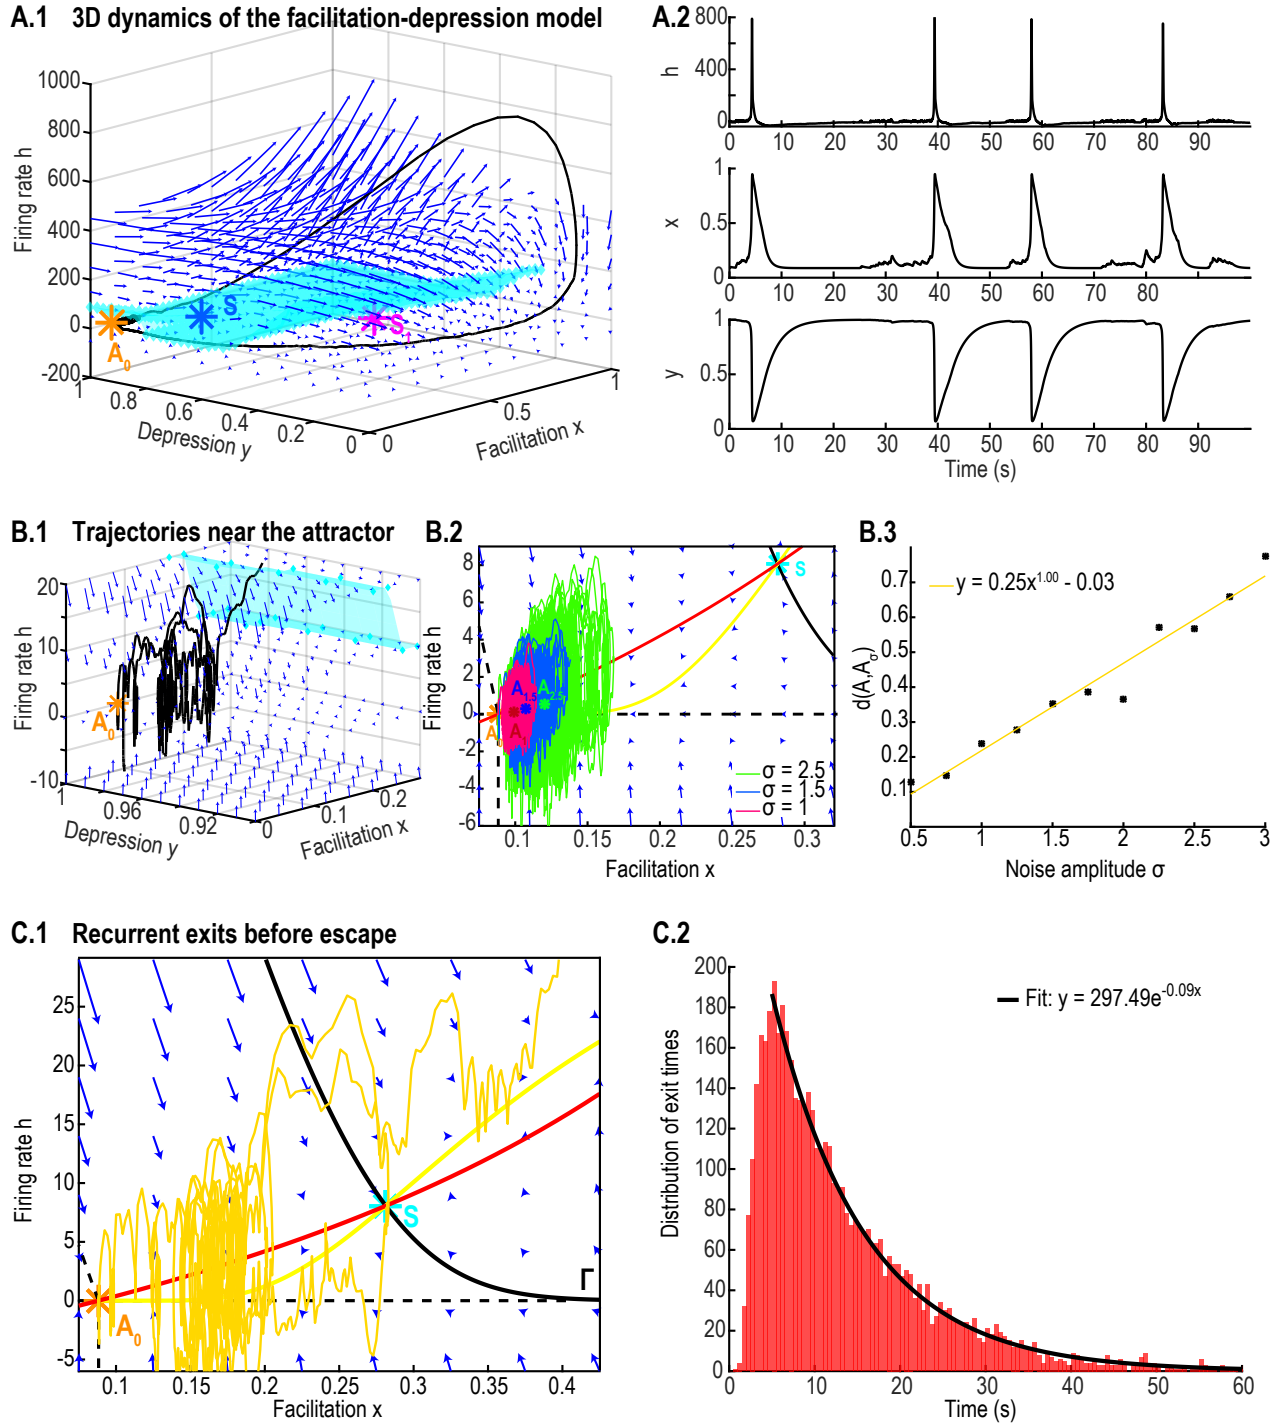 A.1 3D dynamics of the facilitation-depression model
1000
800
600
400
200
0
-200
Firing rate h
1
0.8
0.6
0.4
0.2
0
Depression y
0
0.5
1
Facilitation x
A0
S
S1
A.2
800
400
0
h
0 10 20 30 40 50 60 70 80 90
1
0.5
0
x
0 10 20 30 40 50 60 70 80 90
1
0.5
0
y
0 10 20 30 40 50 60 70 80 90
Time (s)
B.1 Trajectories near the attractor
20
10
0
-10
Firing rate h
1
0.96
0.92
Depression y
0
0.1
0.2
Facilitation x
A0
B.2
8
6
4
2
0
-2
-4
-6
Firing rate h
S
A1.5
A2.5
A1
σ = 2.5
σ = 1.5
σ = 1
0.1 0.15 0.2 0.25 0.3
Facilitation x
B.3
0.7
0.6
0.5
0.4
0.3
0.2
0.1
d(A,Aσ)
y = 0.25x^1.00 - 0.03
0.5 1 1.5 2 2.5 3
Noise amplitude σ
C.1 Recurrent exits before escape
25
20
15
10
5
0
-5
Firing rate h
S
Γ
A0
0.1 0.15 0.2 0.25 0.3 0.35 0.4
Facilitation x
C.2
200
180
160
140
120
100
80
60
40
20
0
Distribution of exit times
Fit: y = 297.49e^-0.09x
0 10 20 30 40 50 60
Time (s)